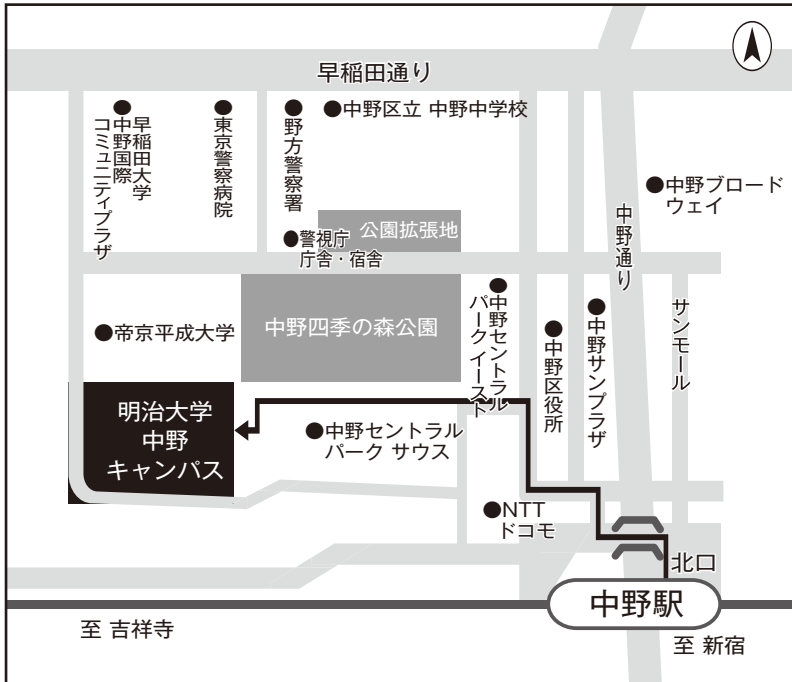 早稲田通り
早稲田大学
中野国際
コミュニティプラザ
●東京警察病院
●野方警察署
●中野区立 中野中学校
●中野ブロード
ウェイ
中野通り
公園拡張地
●警視庁
庁舎・宿舎
●帝京平成大学
中野四季の森公園
●中野セントラル
パーク イースト
●中野区役所
●中野サンプラザ
サンモール
明治大学
中野
キャンパス
●中野セントラル
パーク サウス
●NTT
ドコモ
北口
中野駅
至 吉祥寺
至 新宿